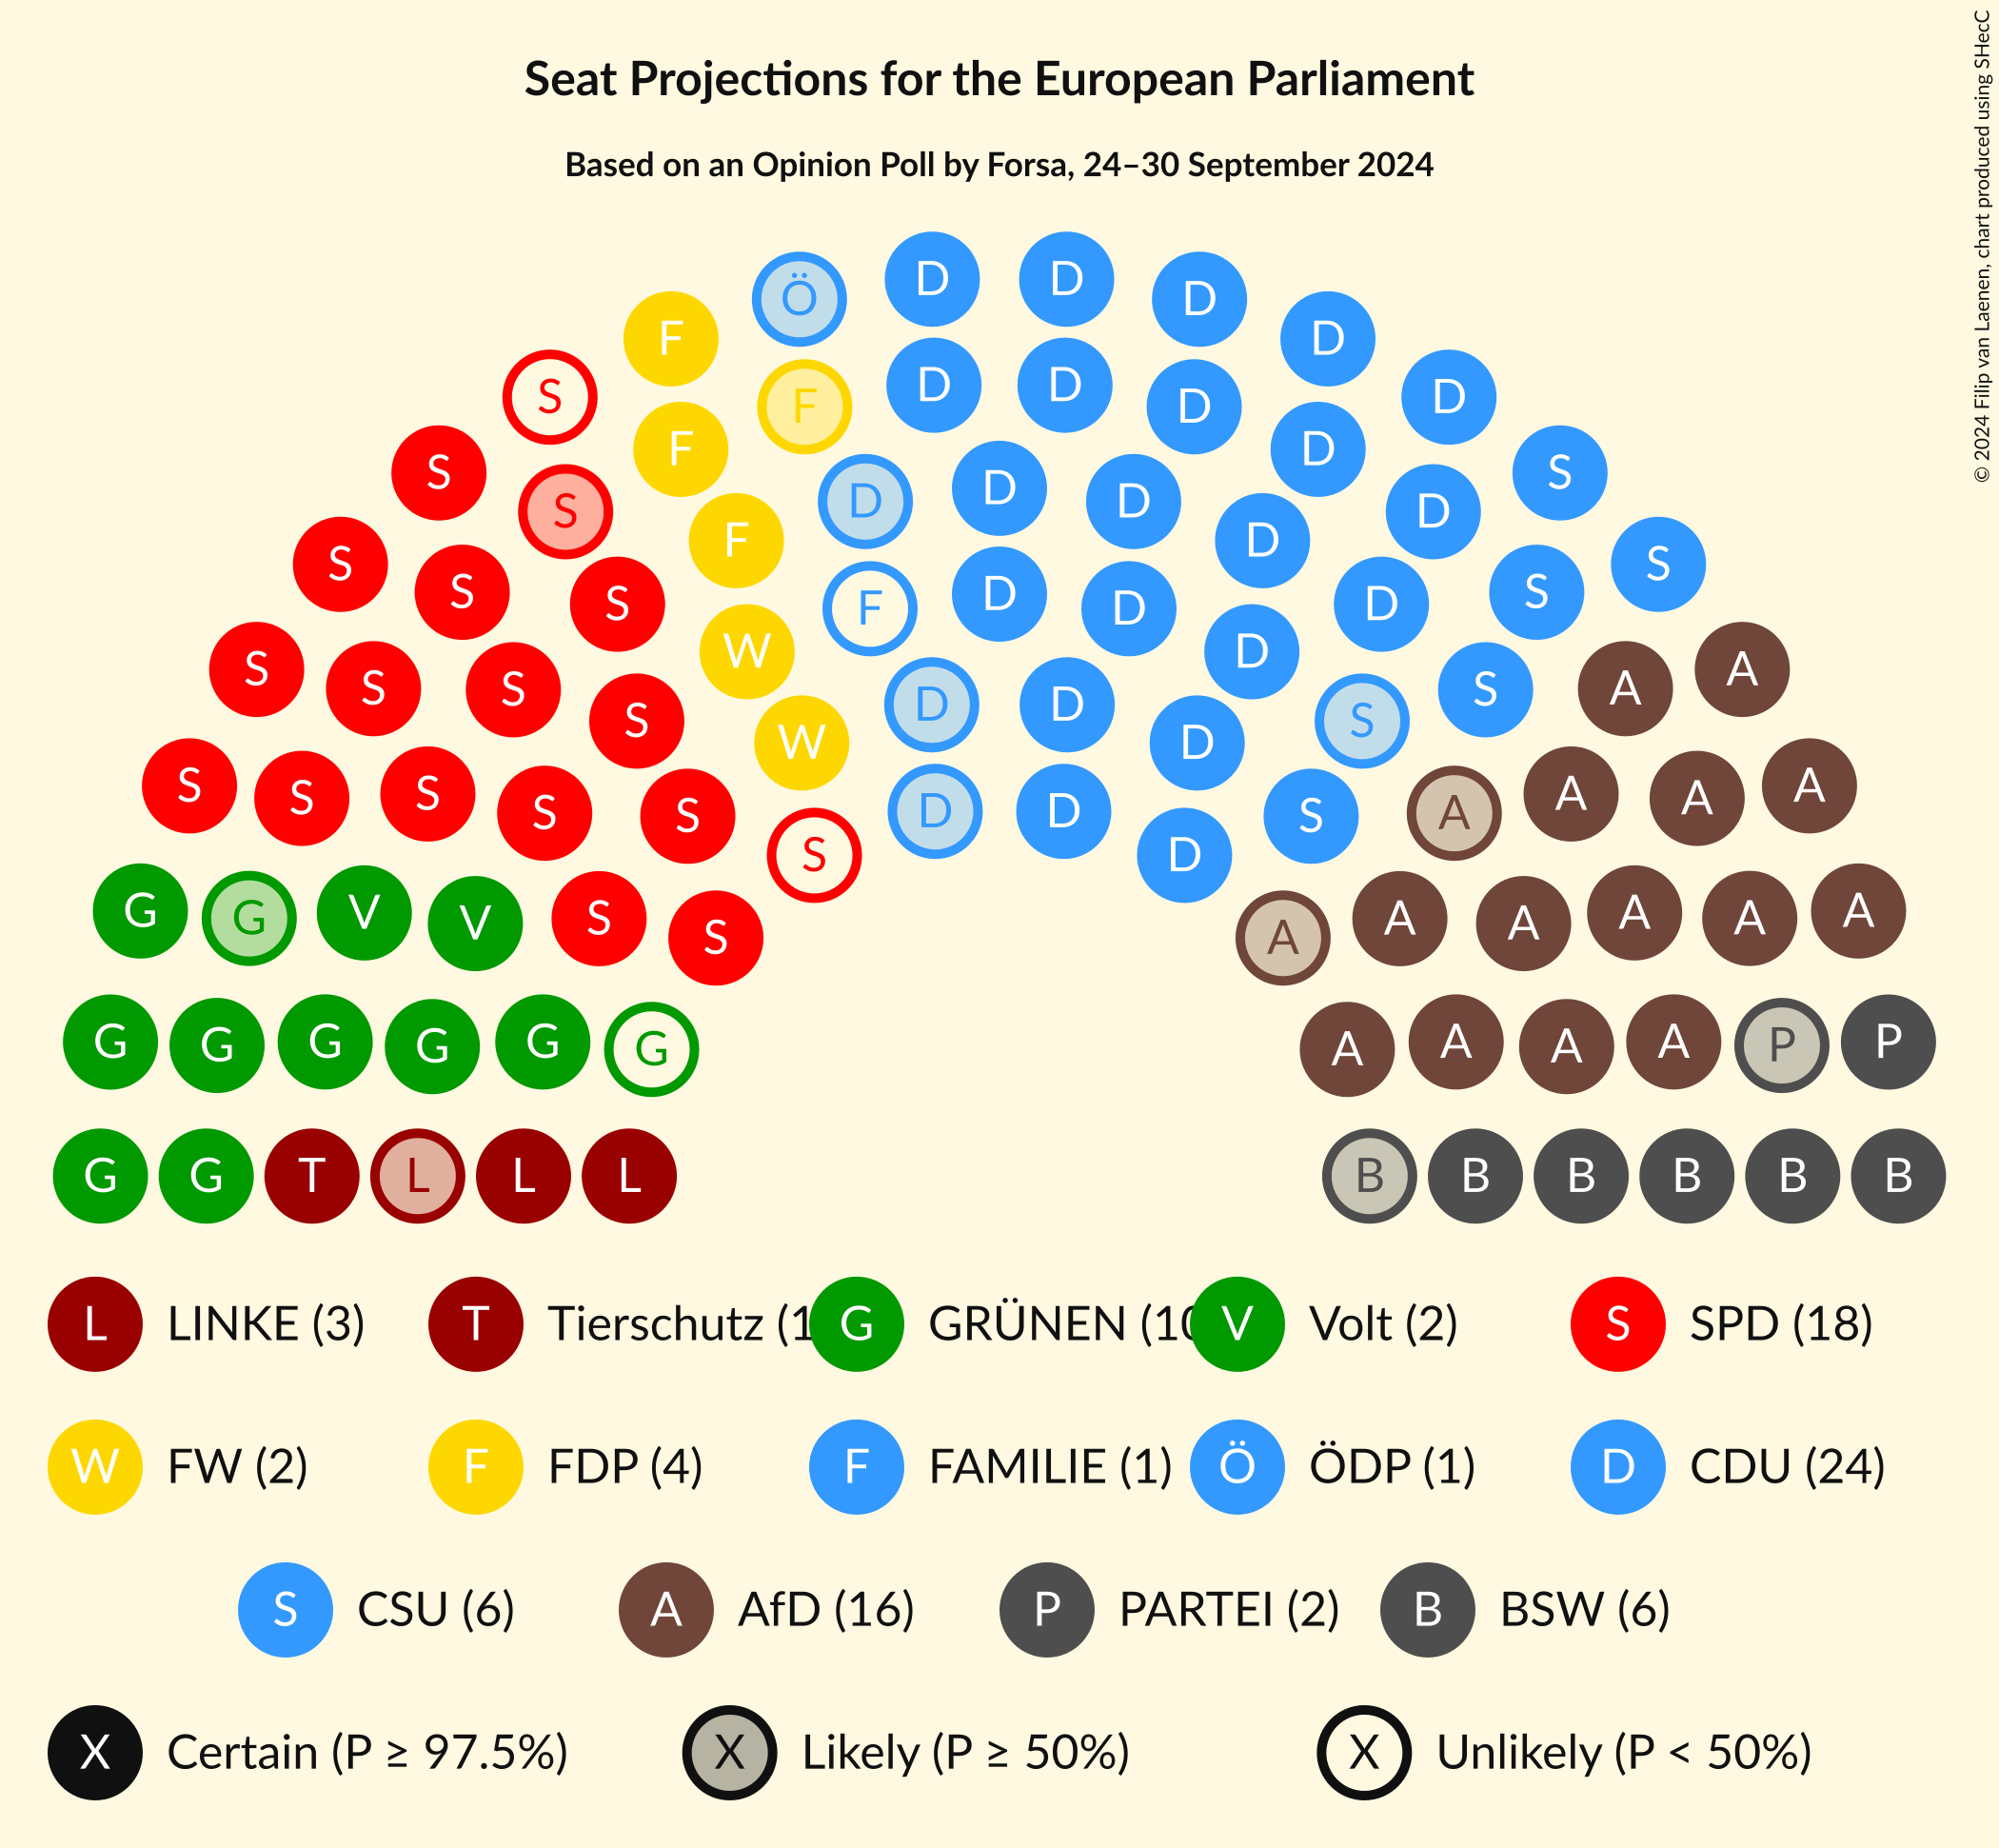 Seat Projections for the European Parliament
Based on an Opinion Poll by Forsa, 24–30 September 2024
© 2024 Filip van Laenen, chart produced using SHecC
Ö D D D
F D
S F D D D D
S F D S
S D D D D
S S S F F D D D D S S
S S S S W D D D S S A A
S S S S S W S D D D D S A A A A
G G V V S S A A A A A A
G G G G G G A A A A P P
G G T L L L B B B B B B
L LINKE (3) T Tierschutz (1 G GRÜNEN (10 V Volt (2) S SPD (18)
W FW (2) F FDP (4) F FAMILIE (1) Ö ÖDP (1) D CDU (24)
S CSU (6) A AfD (16) P PARTEI (2) B BSW (6)
X Certain (P ≥ 97.5%) X Likely (P ≥ 50%) X Unlikely (P < 50%)